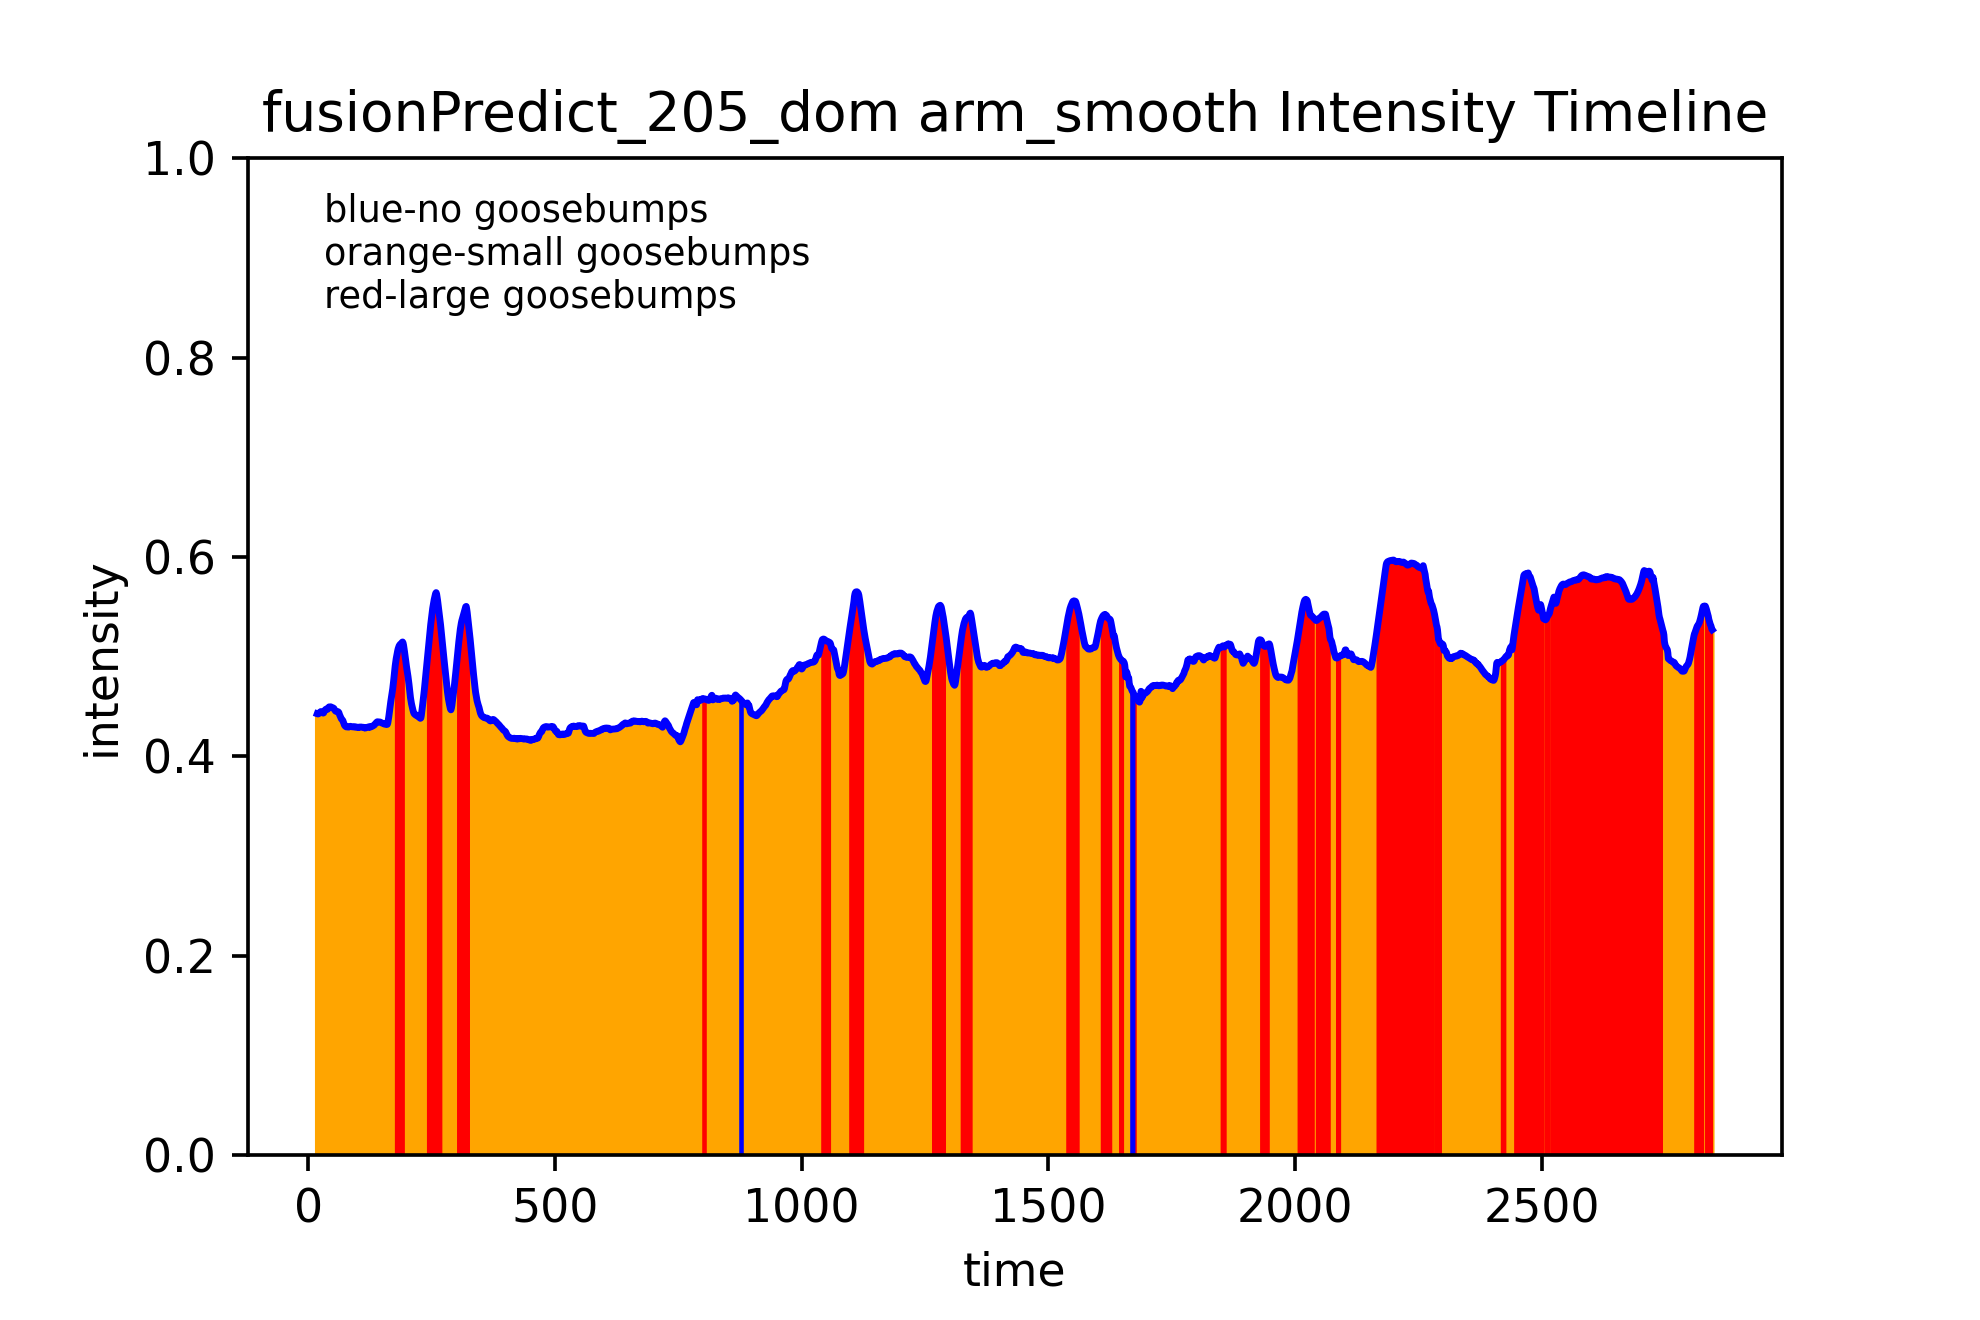 fusionPredict_205_dom arm_smooth Intensity Timeline
1.0
blue-no goosebumps
orange-small goosebumps
red-large goosebumps
0.8
0.6
intensity
0.4
0.2
0.0
0 500 1000 1500 2000 2500
time